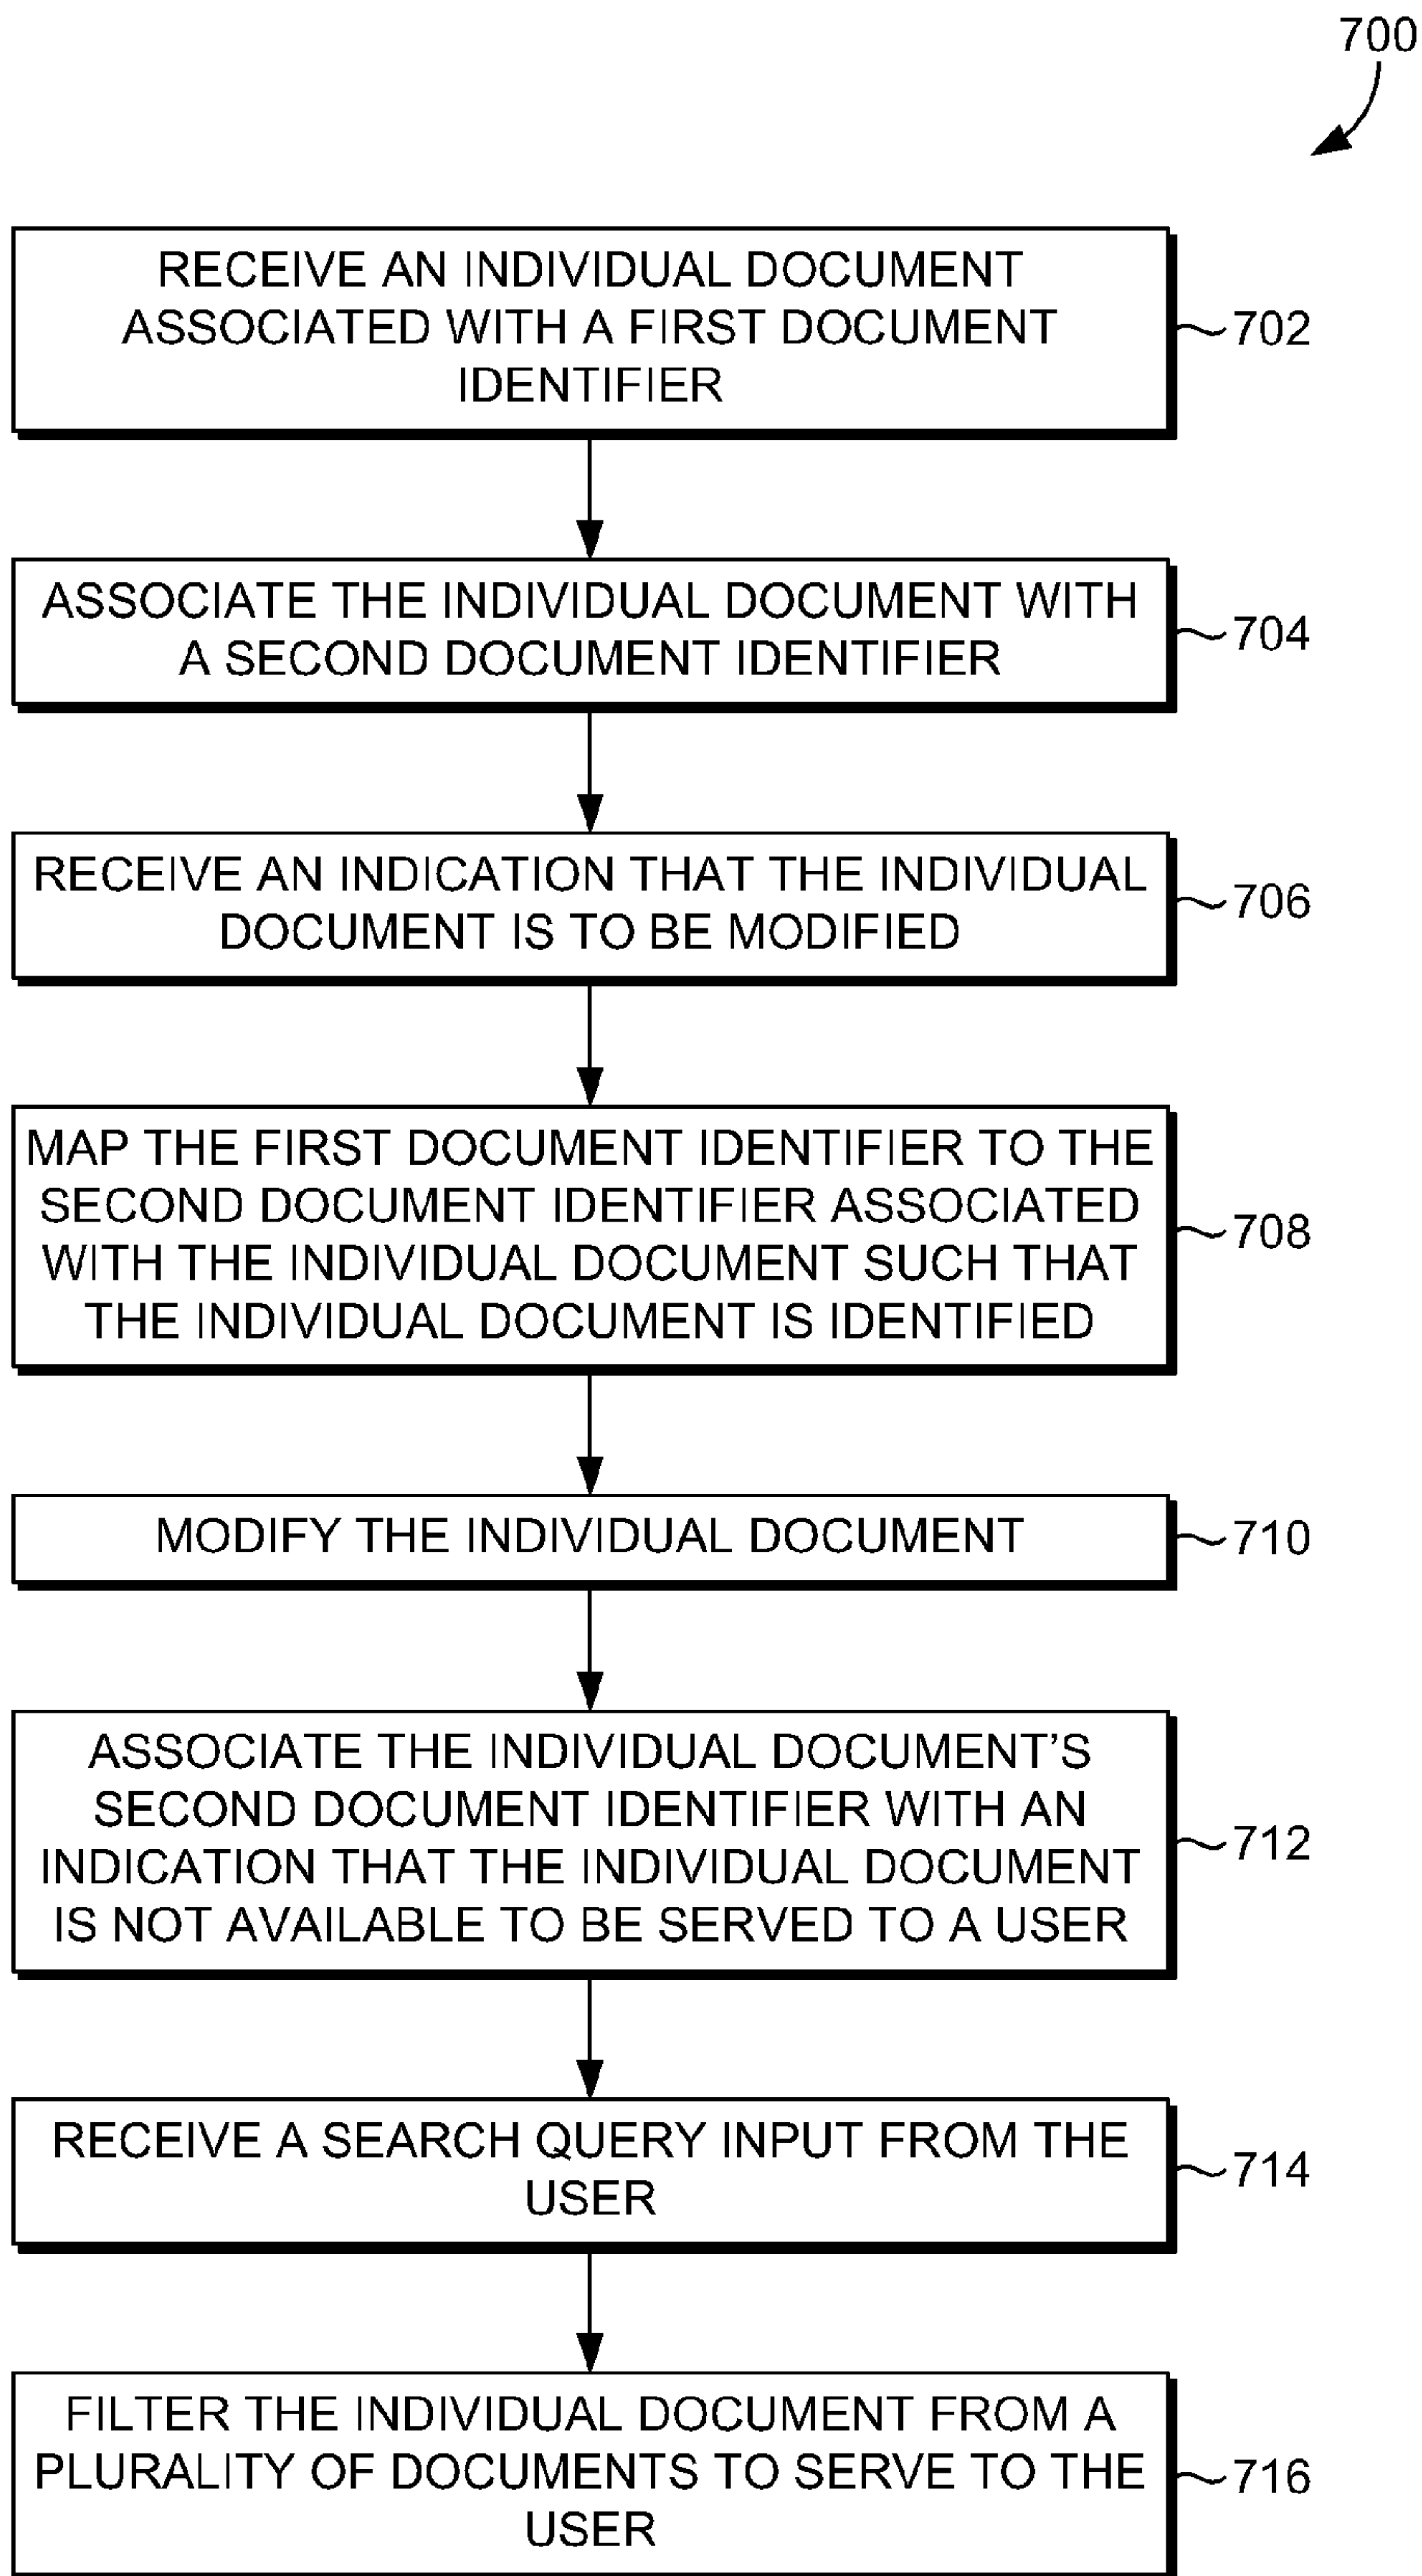 700
RECEIVE AN INDIVIDUAL DOCUMENT
ASSOCIATED WITH A FIRST DOCUMENT
IDENTIFIER
702
ASSOCIATE THE INDIVIDUAL DOCUMENT WITH
A SECOND DOCUMENT IDENTIFIER
704
RECEIVE AN INDICATION THAT THE INDIVIDUAL
DOCUMENT IS TO BE MODIFIED
706
MAP THE FIRST DOCUMENT IDENTIFIER TO THE
SECOND DOCUMENT IDENTIFIER ASSOCIATED
WITH THE INDIVIDUAL DOCUMENT SUCH THAT
THE INDIVIDUAL DOCUMENT IS IDENTIFIED
708
MODIFY THE INDIVIDUAL DOCUMENT
710
ASSOCIATE THE INDIVIDUAL DOCUMENT’S
SECOND DOCUMENT IDENTIFIER WITH AN
INDICATION THAT THE INDIVIDUAL DOCUMENT
IS NOT AVAILABLE TO BE SERVED TO A USER
712
RECEIVE A SEARCH QUERY INPUT FROM THE
USER
714
FILTER THE INDIVIDUAL DOCUMENT FROM A
PLURALITY OF DOCUMENTS TO SERVE TO THE
USER
716